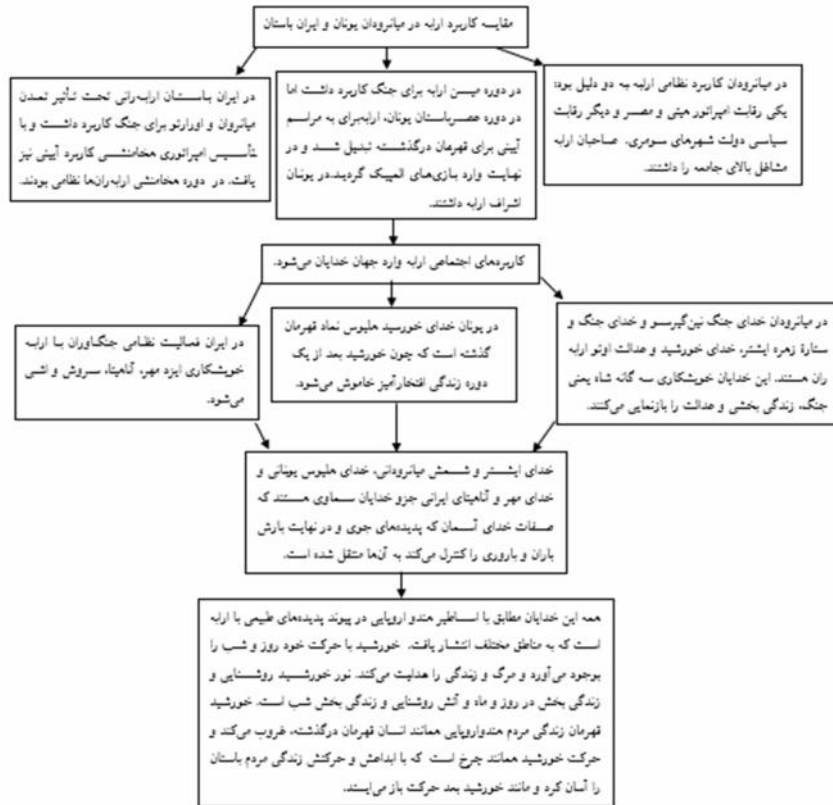 مقایسه کاربرد ارابه در میانرودان یونان و ایران باستان
در میانرودان کاربرد نظامی ارابه به دو دلیل بود:
یکی رقابت امپراتور هیتی و مصر و دیگر رقابت
سیاسی دولت شهرهای سومری. صاحبان ارابه
مشاغل بالای جامعه را داشتند.
در دوره میسن ارابه برای جنگ کاربرد داشت اما
در دوره عصرباستان یونان، ارابه‌برای به مراسم
آیینی برای قهرمان درگذشته تبدیل شد و در
نهایت وارد بازی‌های المپیک گردید.در یونان
اشراف ارابه داشتند.
در ایران باستان ارابه‌رانی تحت تأثیر تمدن
میانروان و اورارتو برای جنگ کاربرد داشت و با
تأسیس امپراتوری هخامنشی کاربرد آیینی نیز
یافت. در دوره هخامنشی ارابه‌ران‌ها نظامی بودند.
کاربردهای اجتماعی ارابه وارد جهان خدایان می‌شود.
در میانرودان خدای جنگ نین‌گیرسو و خدای جنگ و
ستارۀ زهره ایشتر، خدای خورشید و عدالت اوتو ارابه
ران هستند. این خدایان خویشکاری سه گانه شاه یعنی
جنگ، زندگی بخشی و عدالت را بازنمایی می‌کنند.
در یونان خدای خورسید هلیوس نماد قهرمان
گذشته است که چون خورشید بعد از یک
دوره زندگی افتخارآمیز خاموش می‌شود.
در ایران فعالیت نظامی جنگاوران با ارابه
خویشکاری ایزد مهر، آناهیتا، سروش و اشی
می‌شود.
خدای ایشتر و شمش میانرودانی، خدای هلیوس یونانی و
خدای مهر و آناهیتای ایرانی جزو خدایان سماوی هستند که
صفات خدای آسمان که پدیده‌های جوی و در نهایت بارش
باران و باروری را کنترل می‌کند به آن‌ها منتقل شده است.
همه این خدایان مطابق با اساطیر هندو اروپایی در پیوند پدیده‌های طبیعی با ارابه
است که به مناطق مختلف انتشار یافت. خورشید با حرکت خود روز و شب را
بوجود می‌آورد و مرگ و زندگی را هدایت می‌کند. نور خورشید روشنایی و
زندگی بخش در روز و ماه و آتش روشنایی و زندگی بخش شب است. خورشید
قهرمان زندگی مردم هندواروپایی همانند انسان قهرمان درگذشته، غروب می‌کند و
حرکت خورشید همانند چرخ است که با ابداعش و حرکتش زندگی مردم باستان
را آسان کرد و مانند خورشید بعد حرکت باز می‌ایستد.